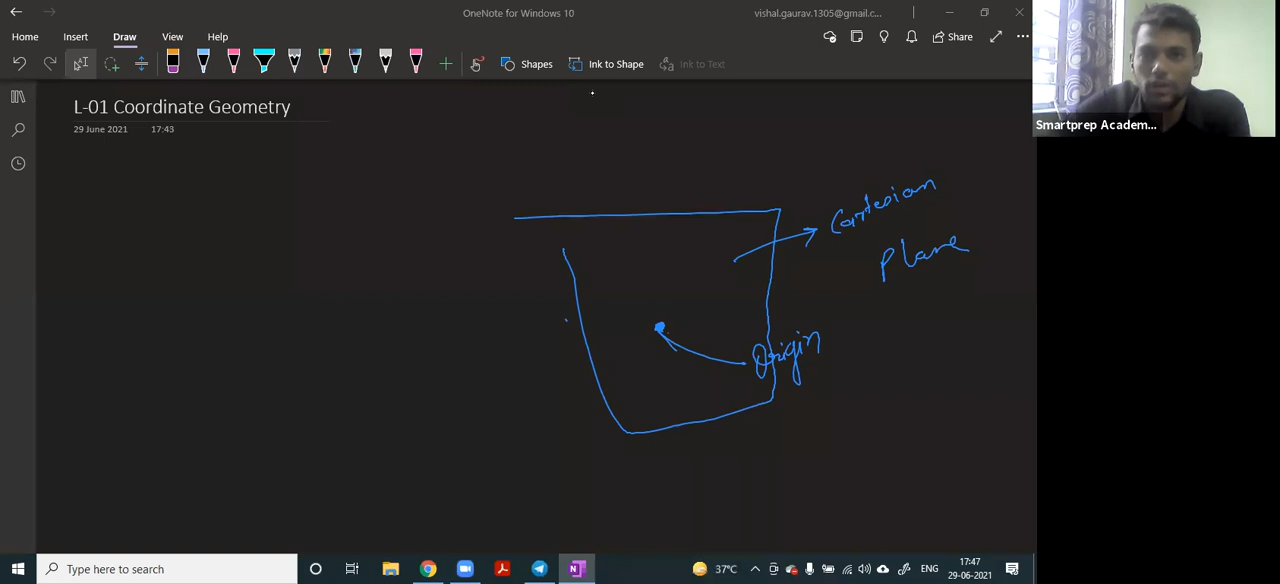 OneNote for Windows 10
vishal.gaurav.1305@gmail.c...
Home
Insert
Draw
View
Help
Share
Shapes
Ink to Shape
Ink to Text
L-01 Coordinate Geometry
29 June 2021 17:43
Smartprep Academ...
Cartesian
Plane
Origin
Type here to search
37°C
ENG
17:47
29-06-2021